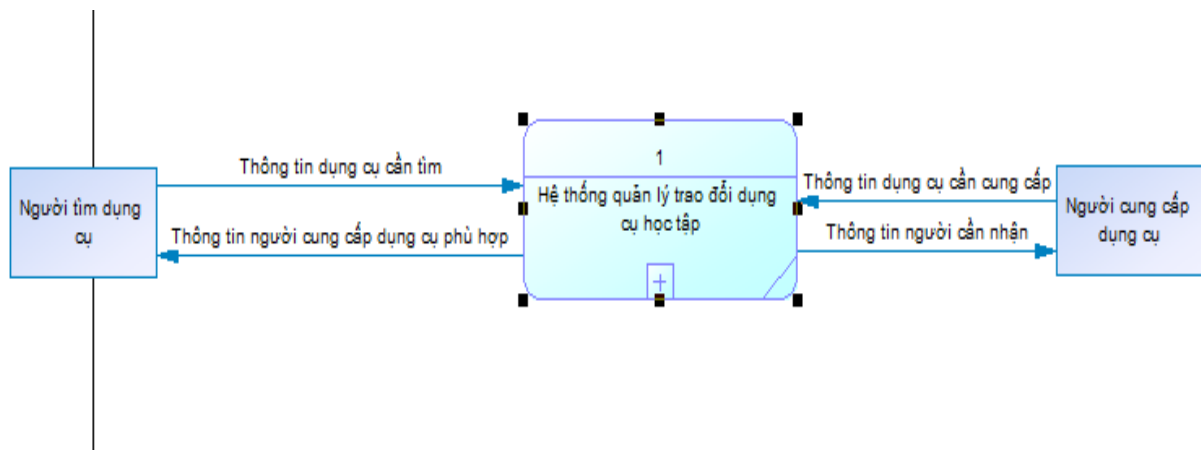 Người tìm dụng
cụ
Thông tin dụng cụ cần tìm
Thông tin người cung cấp dụng cụ phù hợp
1
Hệ thống quản lý trao đổi dụng
cụ học tập
Thông tin dụng cụ cần cung cấp
Thông tin người cần nhận
Người cung cấp
dụng cụ